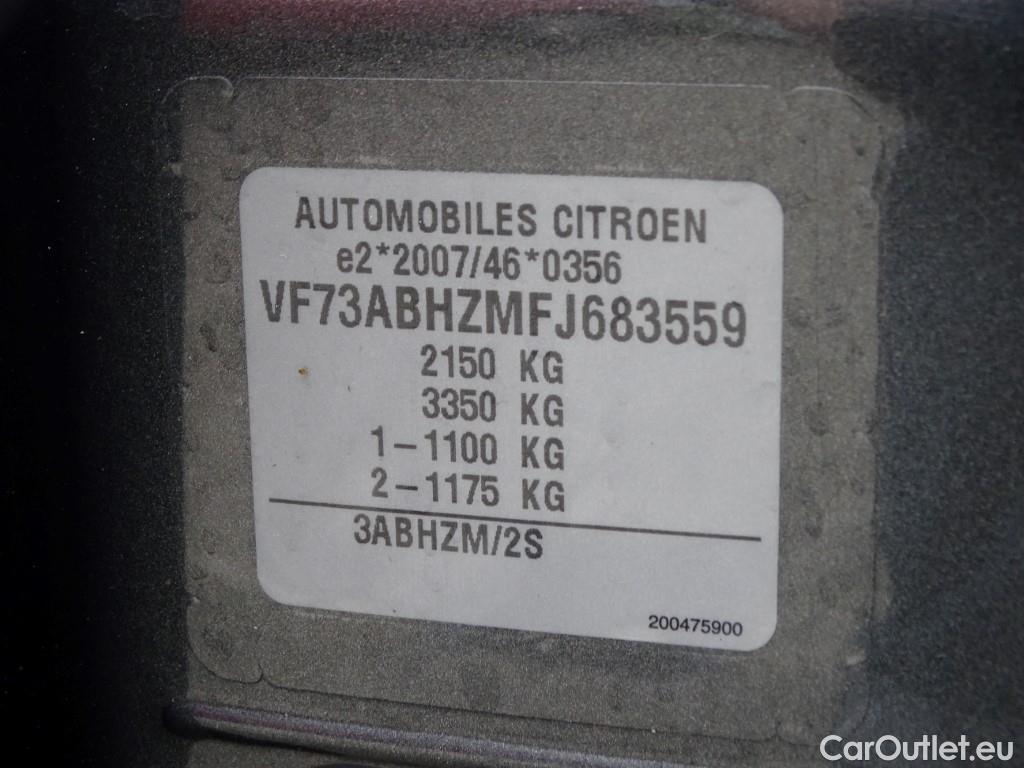 AUTOMOBILES CITROEN
e2*2007/46*0356
VF73ABHZMFJ683559
2150 KG
3350 KG
1-1100 KG
2-1175 KG
3ABHZM/2S
200475900
CarOutlet.eu